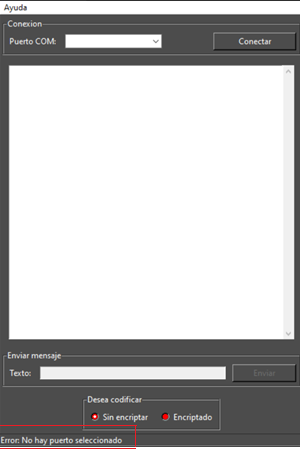 Ayuda
Conexion
Puerto COM:
Conectar
Enviar mensaje
Texto:
Enviar
Desea codificar
Sin encriptar
Encriptado
Error: No hay puerto seleccionado